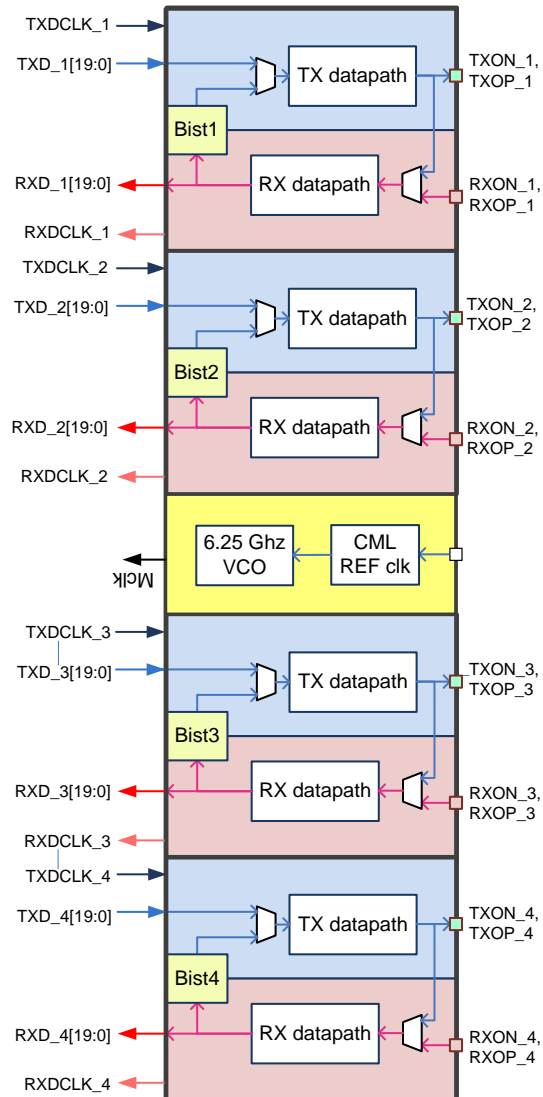 TXDCLK_1
TXD_1[19:0]
TX datapath
TXON_1,
TXOP_1
Bist1
RX datapath
RXD_1[19:0]
RXON_1,
RXOP_1
RXDCLK_1
TXDCLK_2
TXD_2[19:0]
TX datapath
TXON_2,
TXOP_2
Bist2
RX datapath
RXD_2[19:0]
RXON_2,
RXOP_2
RXDCLK_2
Mclk
6.25 Ghz
VCO
CML
REF clk
TXDCLK_3
TXD_3[19:0]
TX datapath
TXON_3,
TXOP_3
Bist3
RX datapath
RXD_3[19:0]
RXON_3,
RXOP_3
RXDCLK_3
TXDCLK_4
TXD_4[19:0]
TX datapath
TXON_4,
TXOP_4
Bist4
RX datapath
RXD_4[19:0]
RXON_4,
RXOP_4
RXDCLK_4